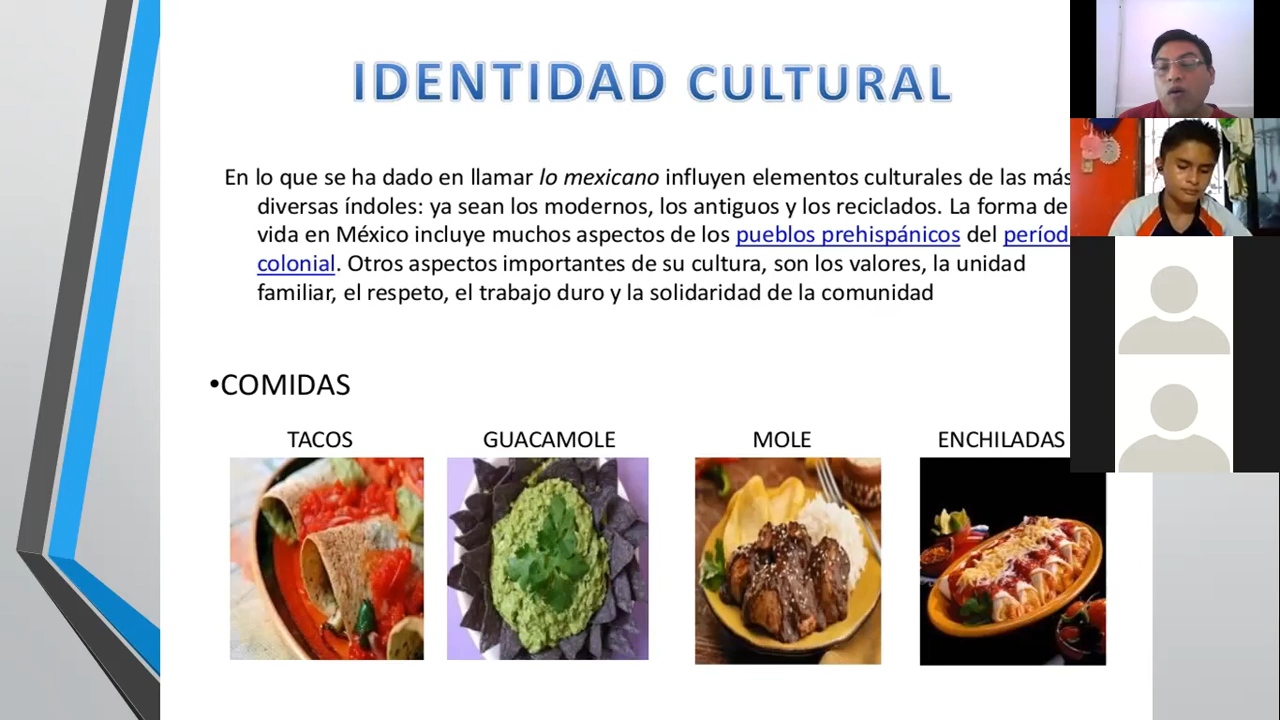 IDENTIDAD CULTURAL
En lo que se ha dado en llamar lo mexicano influyen elementos culturales de las más
diversas índoles: ya sean los modernos, los antiguos y los reciclados. La forma de
vida en México incluye muchos aspectos de los pueblos prehispánicos del períod
colonial. Otros aspectos importantes de su cultura, son los valores, la unidad
familiar, el respeto, el trabajo duro y la solidaridad de la comunidad
•COMIDAS
TACOS GUACAMOLE MOLE ENCHILADAS